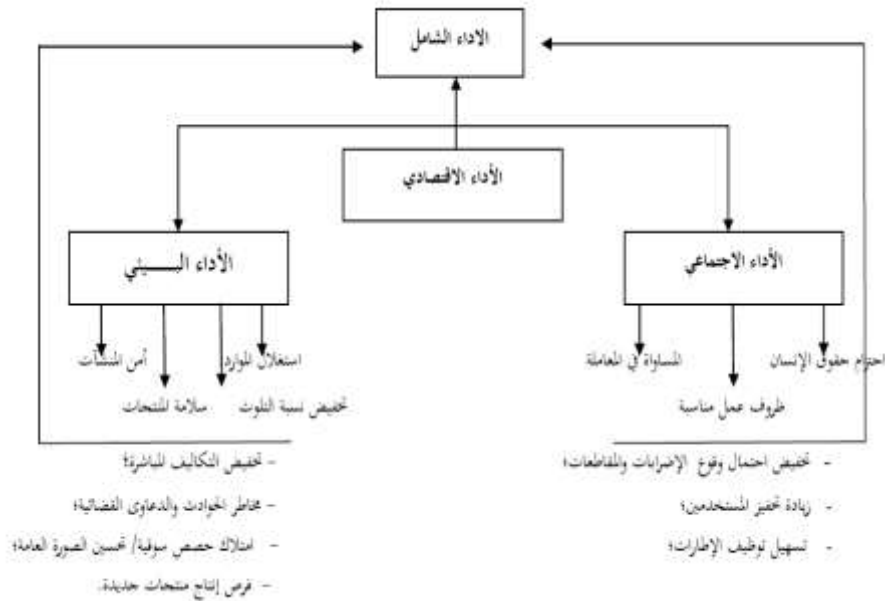 الاداء الشامل
الأداء الاقتصادي
الأداء الاجتماعي
الأداء البـــــيئي
احترام حقوق الإنسان
المساواة في المعاملة
استغلال الموارد
أمن المنشآت
ظروف عمل مناسبة
تخفيض نسبة التلوث
سلامة المنتجات
- تخفيض احتمال وقوع الإضرابات والمقاطعات؛
- زيادة تحفيز المستخدمين؛
- تسهيل توظيف الإطارات؛
- تخفيض التكاليف المباشرة؛
- مخاطر الحوادث والدعاوى القضائية؛
- امتلاك حصص سوقية/ تحسين الصورة العامة؛
- فرص إنتاج منتجات جديدة.